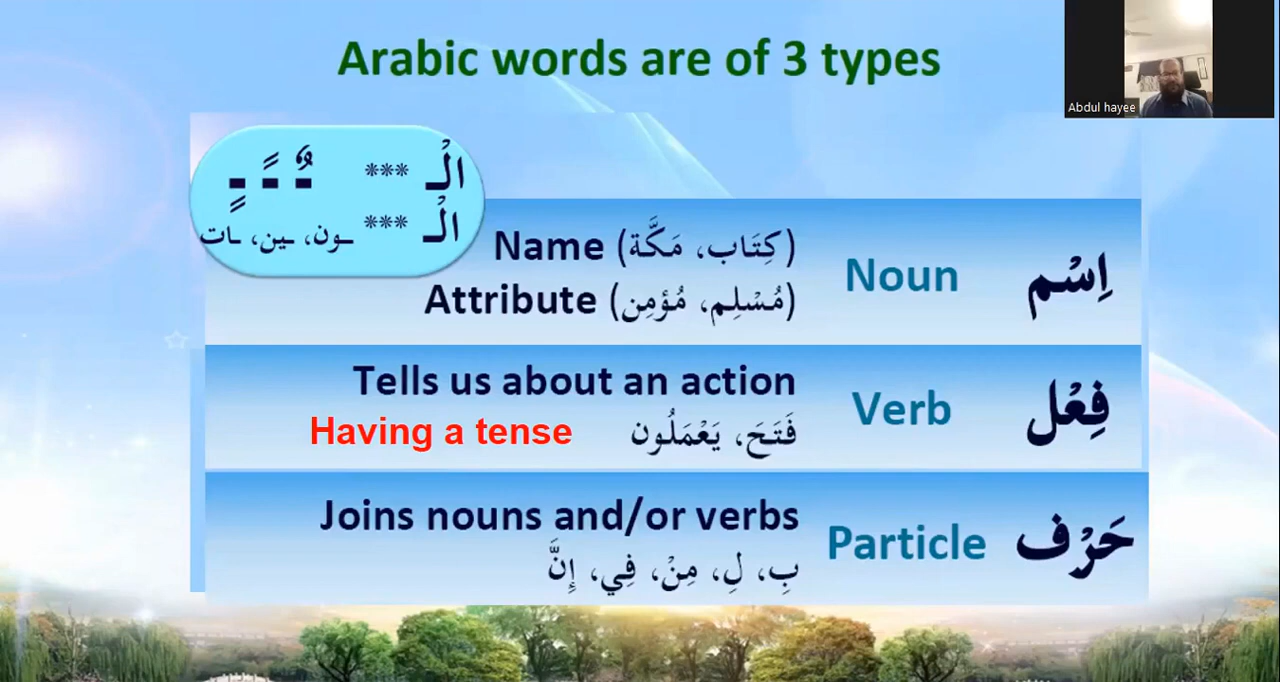 Arabic words are of 3 types
Abdul hayee
الْـ *** ـٌ ـً ـٍ
الْـ *** ـون، ـين، ـات
Name (كِتَاب، مَكَّة)
Attribute (مُسْلِم، مُؤمِن)
Noun
اِسْم
Tells us about an action
Having a tense فَتَحَ، يَعْمَلُون
Verb
فِعْل
Joins nouns and/or verbs
بِ، لِ، مِنْ، فِي، إِنَّ
Particle
حَرْف